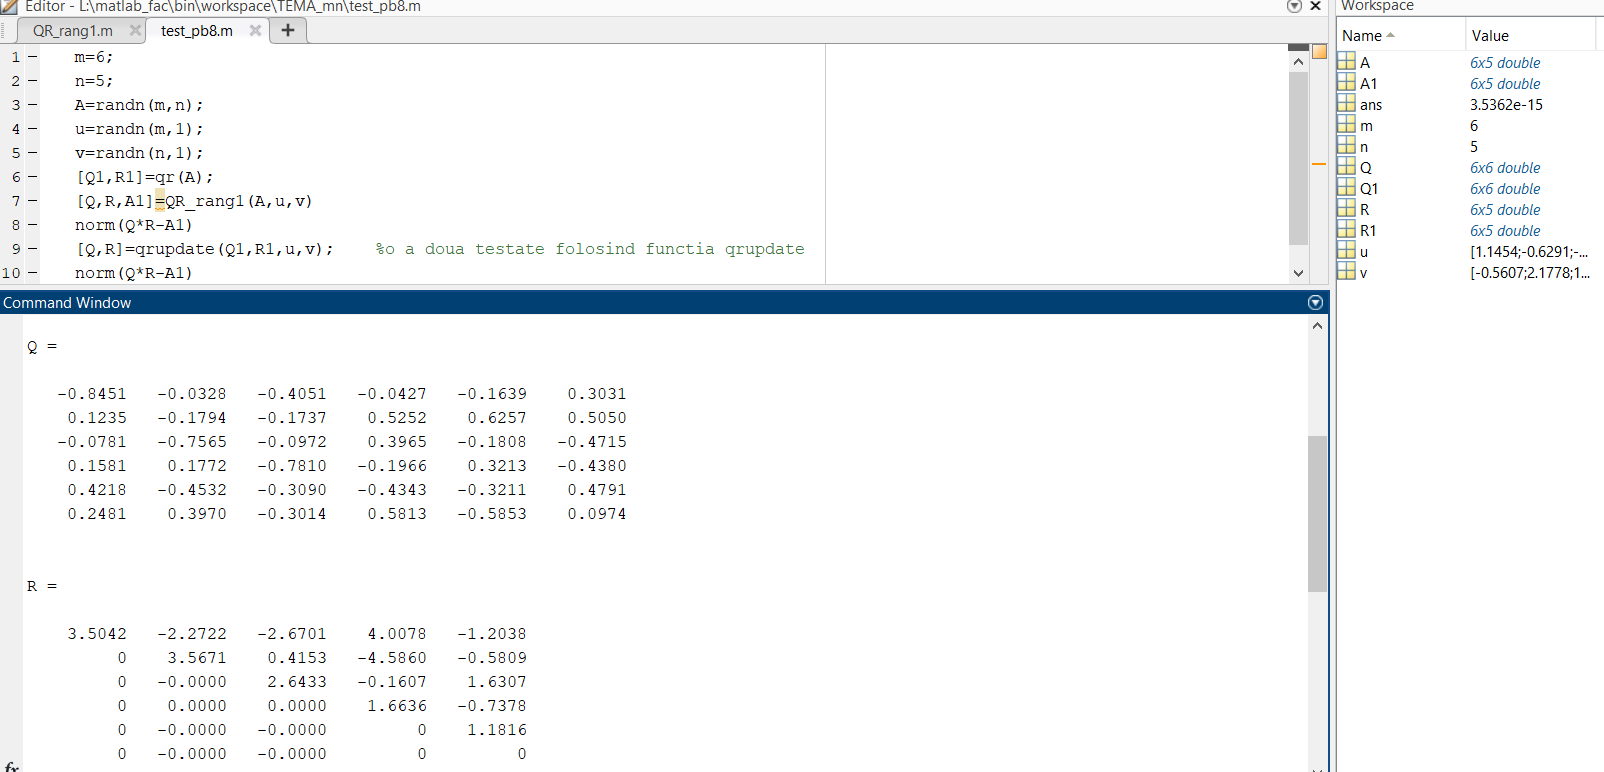 Editor - L:\matlab_fac\bin\workspace\TEMA_mn\test_pb8.m
QR_rang1.m
test_pb8.m
1 m=6;
2 n=5;
3 A=randn(m,n);
4 u=randn(m,1);
5 v=randn(n,1);
6 [Q1,R1]=qr(A);
7 [Q,R,A1]=QR_rang1(A,u,v)
8 norm(Q*R-A1)
9 [Q,R]=qrupdate(Q1,R1,u,v); %o a doua testate folosind functia qrupdate
10 norm(Q*R-A1)
Command Window
Q =
-0.8451 -0.0328 -0.4051 -0.0427 -0.1639 0.3031
0.1235 -0.1794 -0.1737 0.5252 0.6257 0.5050
-0.0781 -0.7565 -0.0972 0.3965 -0.1808 -0.4715
0.1581 0.1772 -0.7810 -0.1966 0.3213 -0.4380
0.4218 -0.4532 -0.3090 -0.4343 -0.3211 0.4791
0.2481 0.3970 -0.3014 0.5813 -0.5853 0.0974
R =
3.5042 -2.2722 -2.6701 4.0078 -1.2038
0 3.5671 0.4153 -4.5860 -0.5809
0 -0.0000 2.6433 -0.1607 1.6307
0 0.0000 0.0000 1.6636 -0.7378
0 -0.0000 -0.0000 0 1.1816
0 -0.0000 -0.0000 0 0
fx
Workspace
Name Value
A 6x5 double
A1 6x5 double
ans 3.5362e-15
m 6
n 5
Q 6x6 double
Q1 6x6 double
R 6x5 double
R1 6x5 double
u [1.1454;-0.6291;-...
v [-0.5607;2.1778;1...